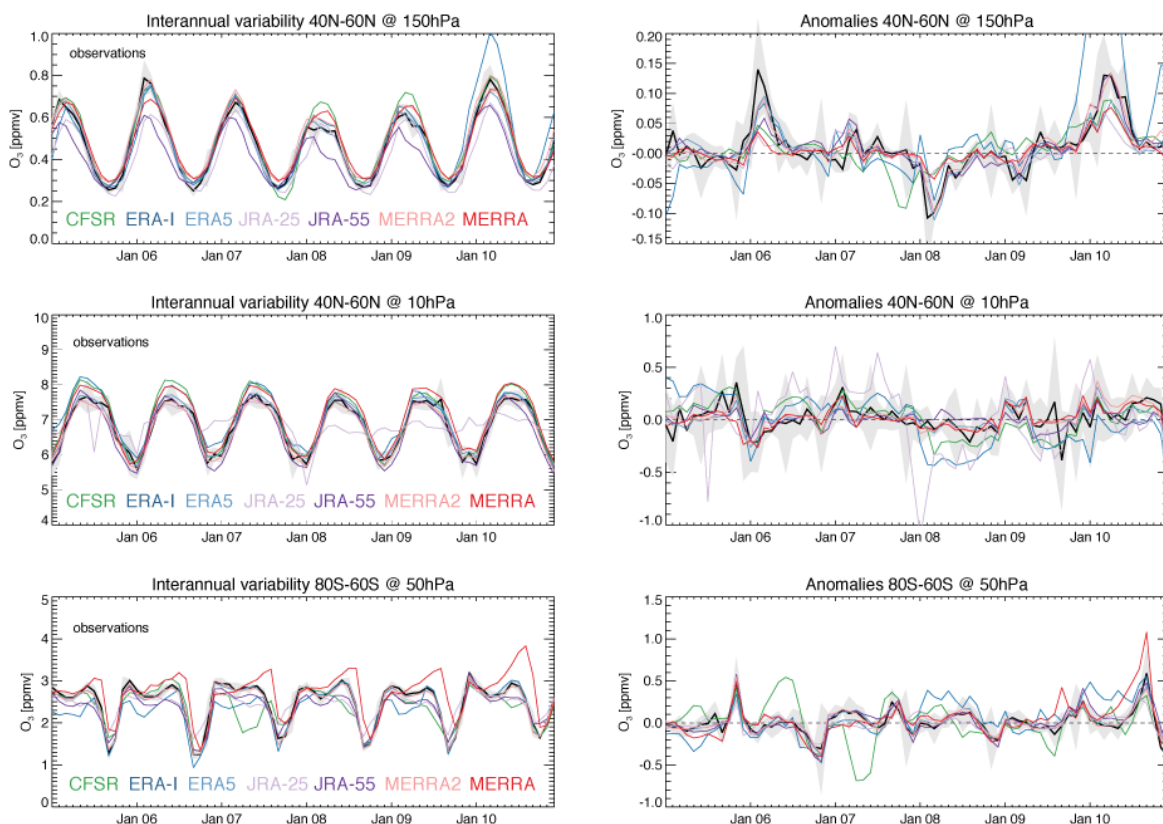 Interannual variability 40N-60N @ 150hPa
1.0
0.8
0.6
0.4
0.2
0.0
O3 [ppmv]
observations
CFSR ERA-I ERA5 JRA-25 JRA-55 MERRA2 MERRA
Jan 06 Jan 07 Jan 08 Jan 09 Jan 10
Anomalies 40N-60N @ 150hPa
0.20
0.15
0.10
0.05
-0.00
-0.05
-0.10
-0.15
O3 [ppmv]
Jan 06 Jan 07 Jan 08 Jan 09 Jan 10
Interannual variability 40N-60N @ 10hPa
10
9
8
7
6
5
4
O3 [ppmv]
observations
CFSR ERA-I ERA5 JRA-25 JRA-55 MERRA2 MERRA
Jan 06 Jan 07 Jan 08 Jan 09 Jan 10
Anomalies 40N-60N @ 10hPa
1.0
0.5
0.0
-0.5
-1.0
O3 [ppmv]
Jan 06 Jan 07 Jan 08 Jan 09 Jan 10
Interannual variability 80S-60S @ 50hPa
5
4
3
2
1
0
O3 [ppmv]
observations
CFSR ERA-I ERA5 JRA-25 JRA-55 MERRA2 MERRA
Jan 06 Jan 07 Jan 08 Jan 09 Jan 10
Anomalies 80S-60S @ 50hPa
1.5
1.0
0.5
0.0
-0.5
-1.0
O3 [ppmv]
Jan 06 Jan 07 Jan 08 Jan 09 Jan 10